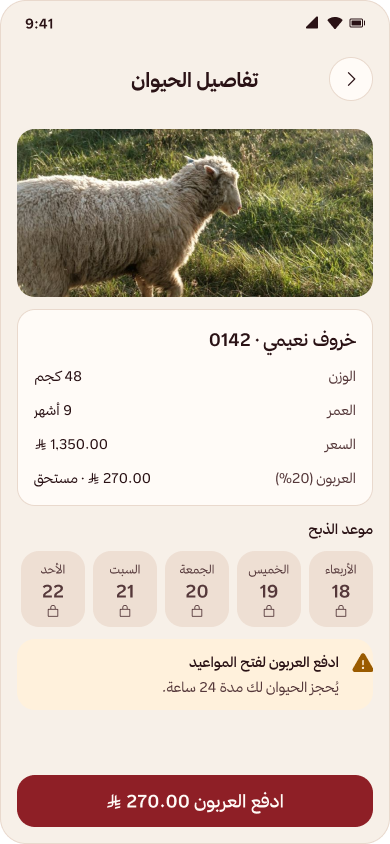 9:41
تفاصيل الحيوان
خروف نعيمي · 0142
الوزن 48 كجم
العمر 9 أشهر
السعر 1,350.00 ⃁
العربون (20%) 270.00 ⃁ · مستحق
موعد الذبح
الأربعاء الخميس الجمعة السبت الأحد
18 19 20 21 22
ادفع العربون لفتح المواعيد
يُحجز الحيوان لك مدة 24 ساعة.
ادفع العربون 270.00 ⃁